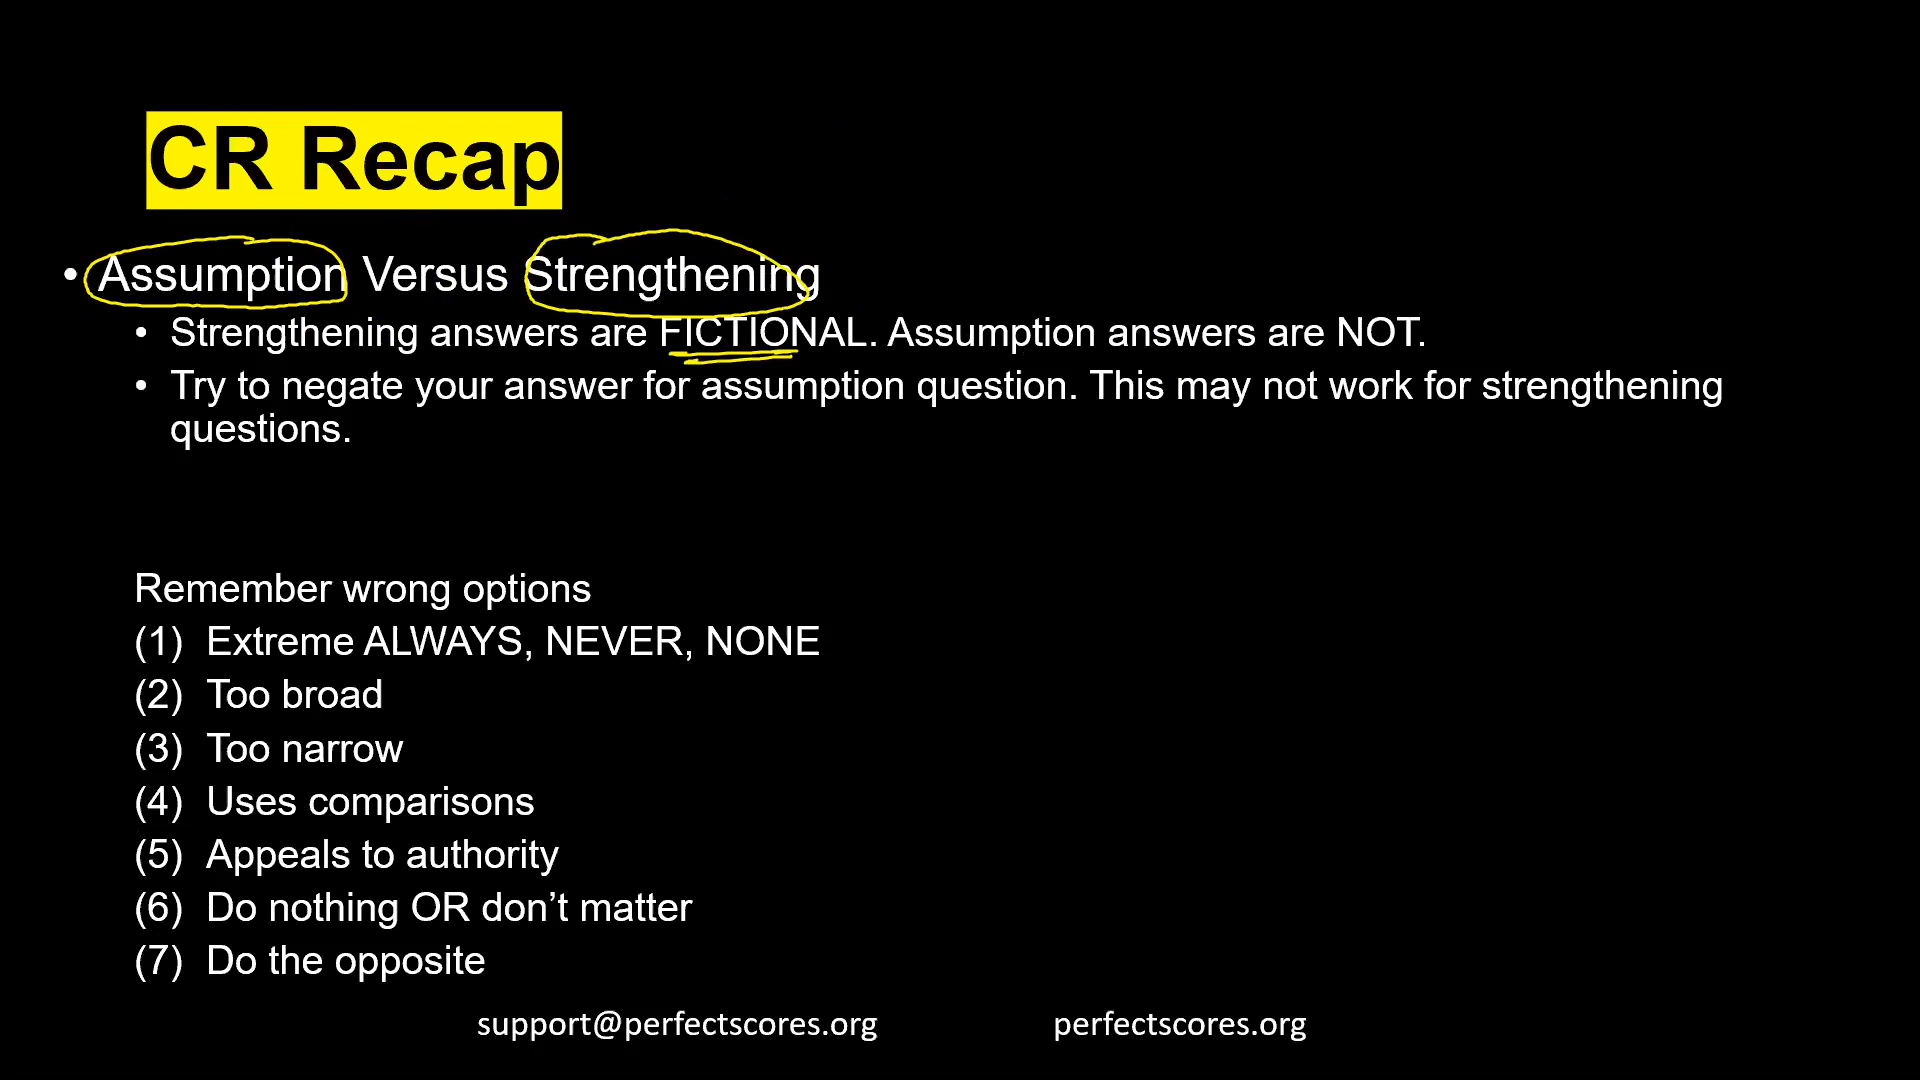 CR Recap
• Assumption Versus Strengthening
• Strengthening answers are FICTIONAL. Assumption answers are NOT.
• Try to negate your answer for assumption question. This may not work for strengthening
questions.
Remember wrong options
(1) Extreme ALWAYS, NEVER, NONE
(2) Too broad
(3) Too narrow
(4) Uses comparisons
(5) Appeals to authority
(6) Do nothing OR don’t matter
(7) Do the opposite
support@perfectscores.org perfectscores.org